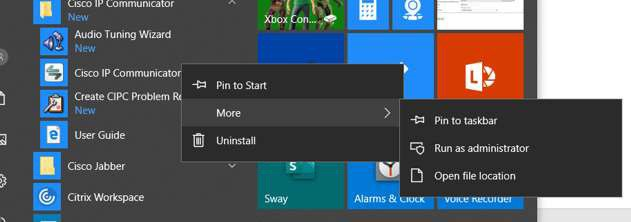 Cisco IP Communicator
New
Audio Tuning Wizard
New
Cisco IP Communicator
Create CIPC Problem Re
New
User Guide
Cisco Jabber
Citrix Workspace
Xbox Con...
Pin to Start
More
Uninstall
Pin to taskbar
Run as administrator
Open file location
Sway
Alarms & Clock
Voice Recorder